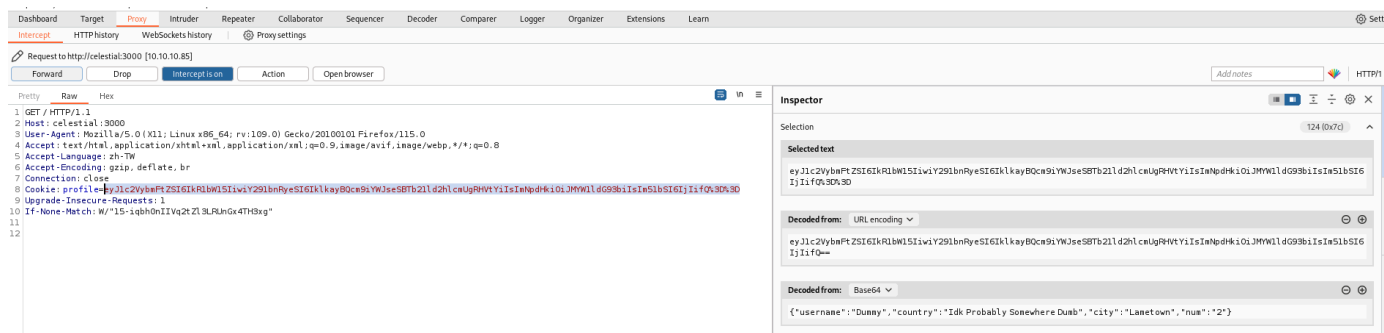 Dashboard Target Proxy Intruder Repeater Collaborator Sequencer Decoder Comparer Logger Organizer Extensions Learn Sett
Intercept HTTP history WebSockets history Proxy settings
Request to http://celestial:3000 [10.10.10.85]
Forward Drop Intercept is on Action Open browser Add notes HTTP/1
Pretty Raw Hex \n
1 GET / HTTP/1.1
2 Host: celestial:3000
3 User-Agent: Mozilla/5.0 (X11; Linux x86_64; rv:109.0) Gecko/20100101 Firefox/115.0
4 Accept: text/html,application/xhtml+xml,application/xml;q=0.9,image/avif,image/webp,*/*;q=0.8
5 Accept-Language: zh-TW
6 Accept-Encoding: gzip, deflate, br
7 Connection: close
8 Cookie: profile=eyJ1c2VybmFtZSI6IkR1bW15IiwiY291bnRyeSI6IklkayBQcm9iYWJseSBTb21ld2hlcmUgRHVtYiIsImNpdHkiOiJMYW1ldG93biIsIm51bSI6IjIifQ%3D%3D
9 Upgrade-Insecure-Requests: 1
10 If-None-Match: W/"15-iqbh0nIIVq2tZl3LRUnGx4TH3xg"
11
12
Inspector
Selection 124 (0x7c)
Selected text
eyJ1c2VybmFtZSI6IkR1bW15IiwiY291bnRyeSI6IklkayBQcm9iYWJseSBTb21ld2hlcmUgRHVtYiIsImNpdHkiOiJMYW1ldG93biIsIm51bSI6
IjIifQ%3D%3D
Decoded from: URL encoding
eyJ1c2VybmFtZSI6IkR1bW15IiwiY291bnRyeSI6IklkayBQcm9iYWJseSBTb21ld2hlcmUgRHVtYiIsImNpdHkiOiJMYW1ldG93biIsIm51bSI6
IjIifQ==
Decoded from: Base64
{"username":"Dummy","country":"Idk Probably Somewhere Dumb","city":"Lametown","num":"2"}